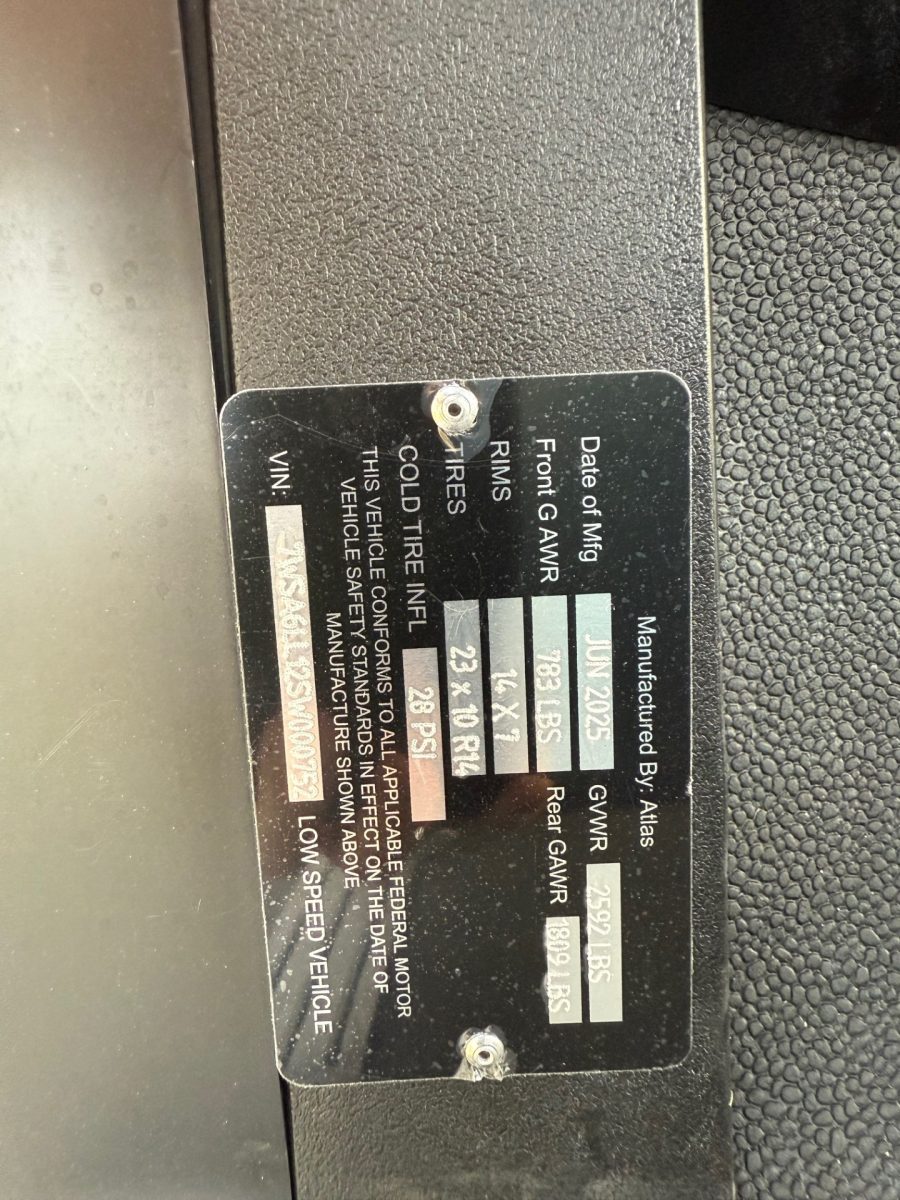 Manufactured By: Atlas
Date of Mfg JUN 2025 GVWR 2592 LBS
Front G AWR 783 LBS Rear GAWR 1809 LBS
RIMS 14 X 7
TIRES 23 x 10 R14
COLD TIRE INFL 28 PSI
THIS VEHICLE CONFORMS TO ALL APPLICABLE FEDERAL MOTOR
VEHICLE SAFETY STANDARDS IN EFFECT ON THE DATE OF
MANUFACTURE SHOWN ABOVE
VIN: LOW SPEED VEHICLE